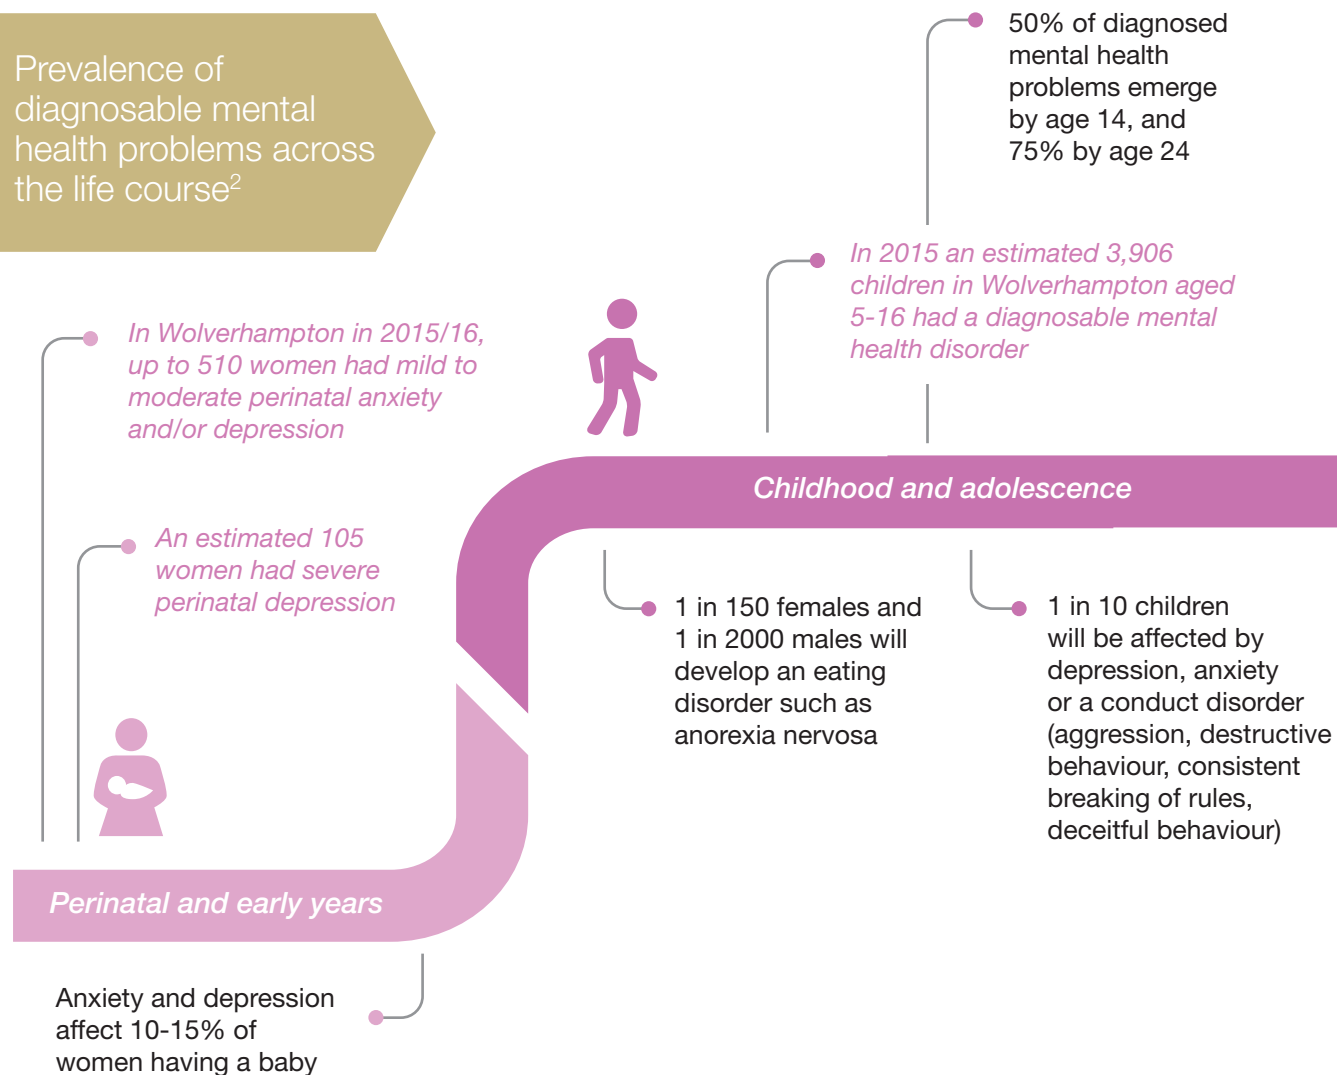 Prevalence of
diagnosable mental
health problems across
the life course²
50% of diagnosed
mental health
problems emerge
by age 14, and
75% by age 24
In 2015 an estimated 3,906
children in Wolverhampton aged
5-16 had a diagnosable mental
health disorder
In Wolverhampton in 2015/16,
up to 510 women had mild to
moderate perinatal anxiety
and/or depression
Childhood and adolescence
An estimated 105
women had severe
perinatal depression
1 in 150 females and
1 in 2000 males will
develop an eating
disorder such as
anorexia nervosa
1 in 10 children
will be affected by
depression, anxiety
or a conduct disorder
(aggression, destructive
behaviour, consistent
breaking of rules,
deceitful behaviour)
Perinatal and early years
Anxiety and depression
affect 10-15% of
women having a baby